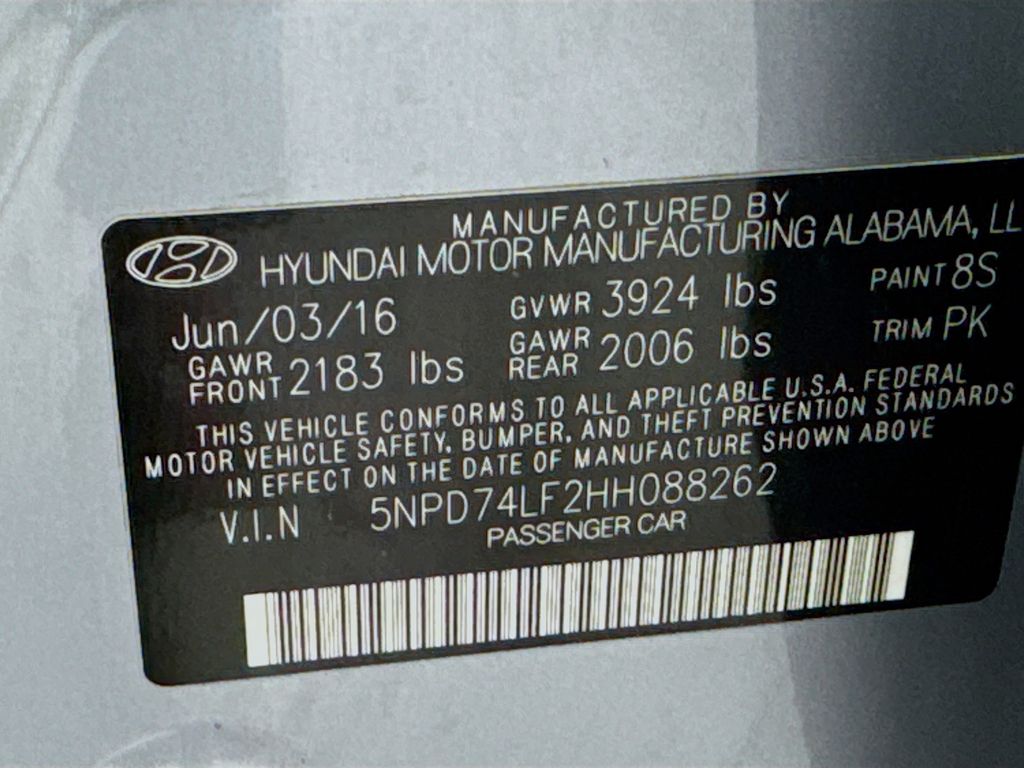 MANUFACTURED BY
HYUNDAI MOTOR MANUFACTURING ALABAMA, LL
Jun/03/16 GVWR 3924 lbs PAINT 8S
GAWR FRONT 2183 lbs GAWR REAR 2006 lbs TRIM PK
THIS VEHICLE CONFORMS TO ALL APPLICABLE U.S.A. FEDERAL
MOTOR VEHICLE SAFETY, BUMPER, AND THEFT PREVENTION STANDARDS
IN EFFECT ON THE DATE OF MANUFACTURE SHOWN ABOVE
V.I.N 5NPD74LF2HH088262
PASSENGER CAR